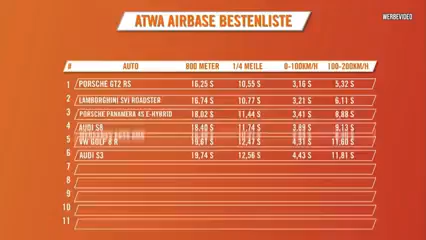 WERBEVIDEO
ATWA AIRBASE BESTENLISTE
# AUTO 800 METER 1/4 MEILE 0-100KM/H 100-200KM/H
1 PORSCHE GT2 RS 16,25 S 10,55 S 3,16 S 5,32 S
2 LAMBORGHINI SVJ ROADSTER 16,74 S 10,77 S 3,21 S 6,11 S
3 PORSCHE PANAMERA 4S E-HYBRID 18,02 S 11,44 S 3,41 S 8,88 S
4 AUDI S8 18,40 S 11,74 S 3,89 S 9,13 S
5 VW GOLF 8 R 12,47 S 4,31 S 11,60 S
6 AUDI S3 19,74 S 12,56 S 4,43 S 11,81 S
7
8
9
10
11